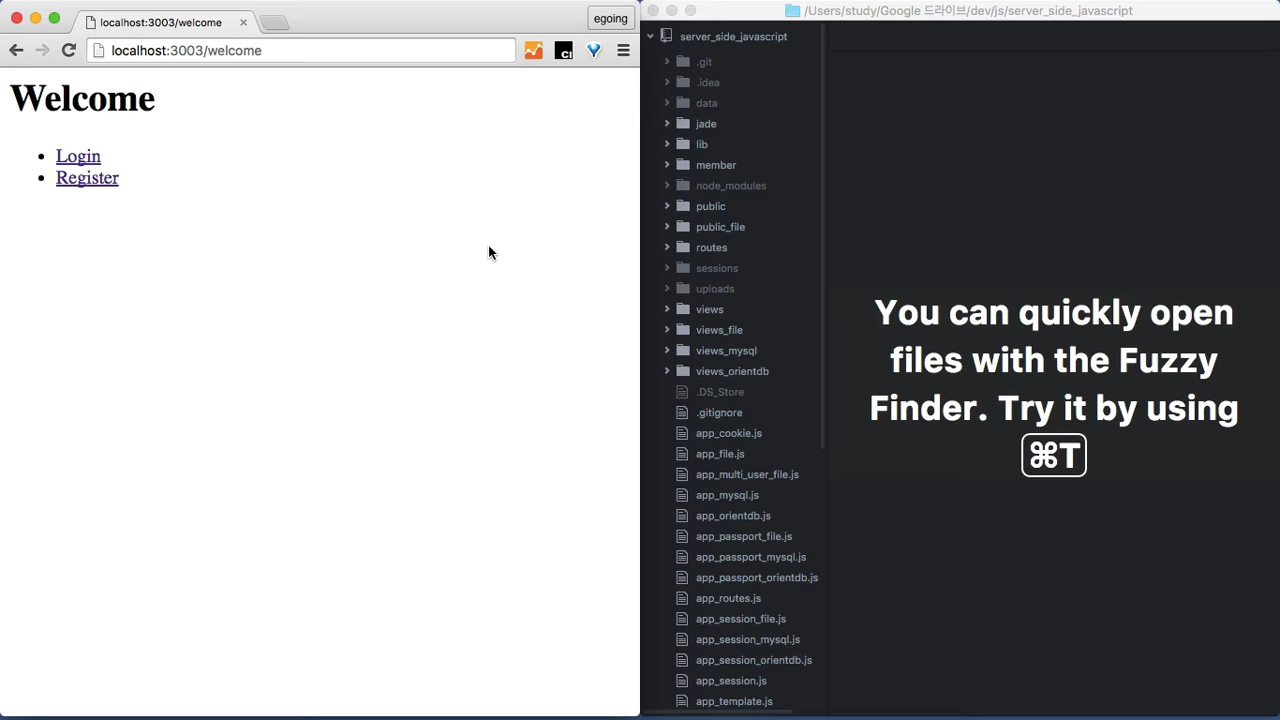 localhost:3003/welcome
egoing
localhost:3003/welcome
Welcome
Login
Register
/Users/study/Google 드라이브/dev/js/server_side_javascript
server_side_javascript
.git
.idea
data
jade
lib
member
node_modules
public
public_file
routes
sessions
uploads
views
views_file
views_mysql
views_orientdb
.DS_Store
.gitignore
app_cookie.js
app_file.js
app_multi_user_file.js
app_mysql.js
app_orientdb.js
app_passport_file.js
app_passport_mysql.js
app_passport_orientdb.js
app_routes.js
app_session_file.js
app_session_mysql.js
app_session_orientdb.js
app_session.js
app_template.js
You can quickly open
files with the Fuzzy
Finder. Try it by using
⌘T